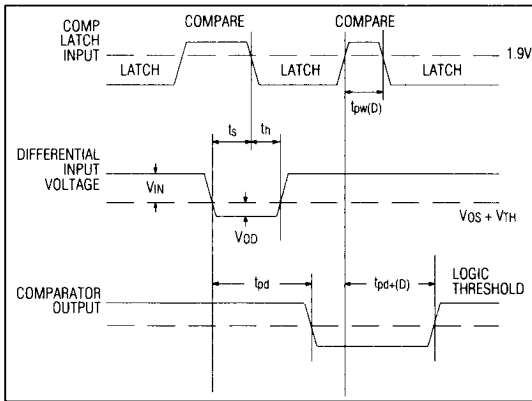 COMPARE
COMPARE
COMP
LATCH
INPUT
1.9V
LATCH
LATCH
LATCH
tpw(D)
ts
th
DIFFERENTIAL
INPUT
VOLTAGE
VIN
VOS + VTH
VOD
tpd
tpd+(D)
LOGIC
THRESHOLD
COMPARATOR
OUTPUT